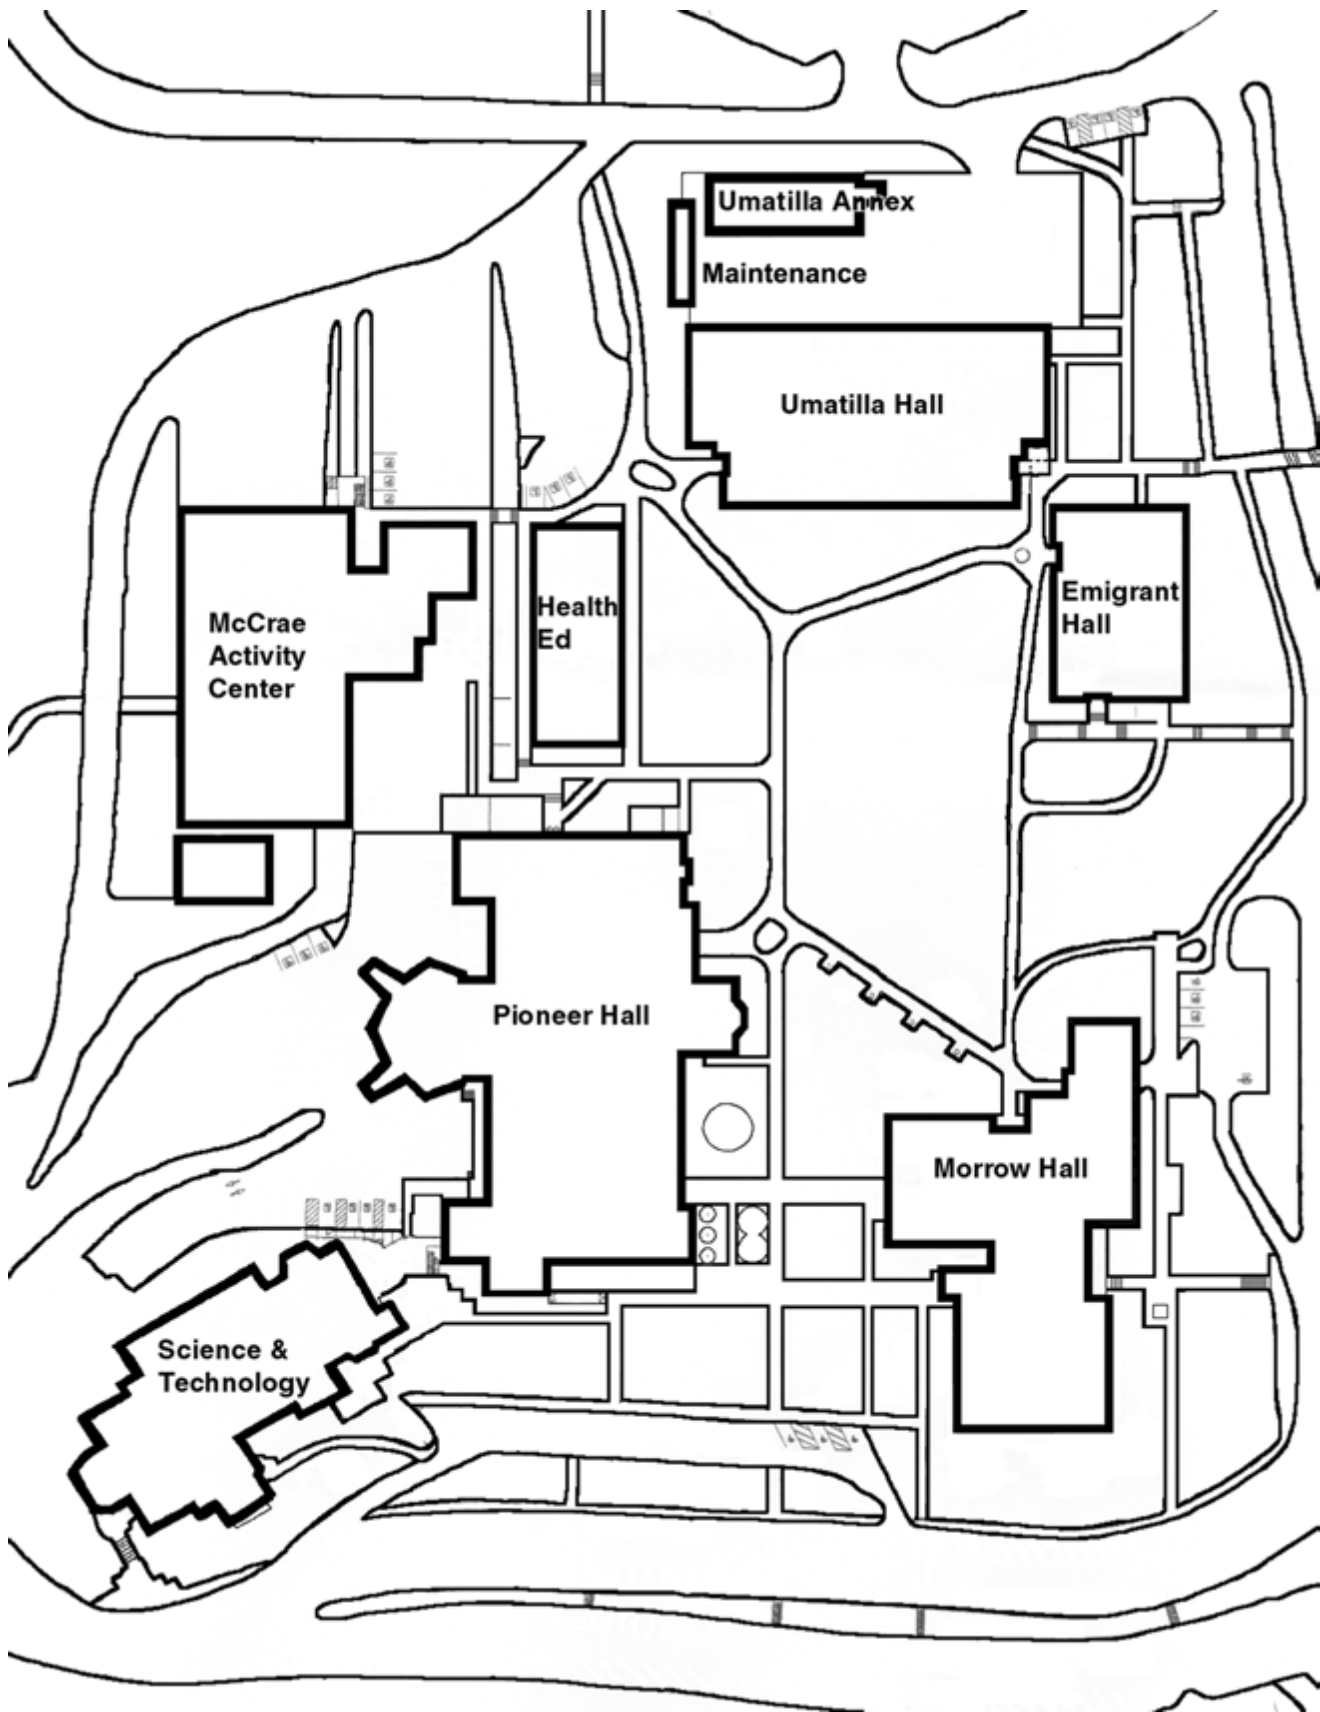 Umatilla Annex
Maintenance
Umatilla Hall
Emigrant
Hall
Health
Ed
McCrae
Activity
Center
Pioneer Hall
Morrow Hall
Science &
Technology